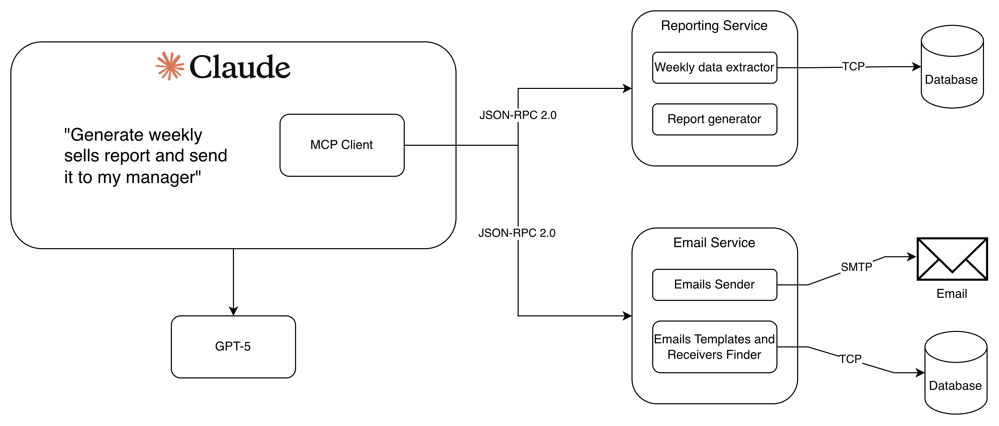 Claude
"Generate weekly
sells report and send
it to my manager"
MCP Client
GPT-5
JSON-RPC 2.0
JSON-RPC 2.0
Reporting Service
Weekly data extractor
Report generator
TCP
Database
Email Service
Emails Sender
Emails Templates and
Receivers Finder
SMTP
Email
TCP
Database